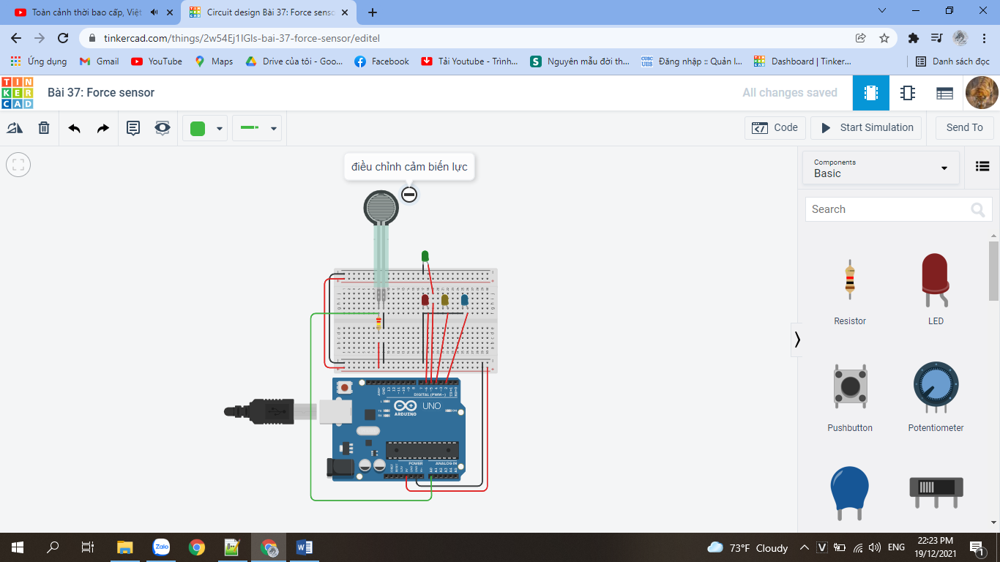 Toàn cảnh thời bao cấp, Việt
Circuit design Bài 37: Force senso
tinkercad.com/things/2w54Ej1IGIs-bai-37-force-sensor/editel
Ứng dụng
Gmail
YouTube
Maps
Drive của tôi - Goo...
Facebook
Tải Youtube - Trình...
Nguyên mẫu đời th...
Đăng nhập :: Quản l...
Dashboard | Tinker...
Danh sách đọc
TIN
KER
CAD
Bài 37: Force sensor
All changes saved
Code
Start Simulation
Send To
điều chỉnh cảm biến lực
Components
Basic
Search
Resistor
LED
Pushbutton
Potentiometer
DIGITAL (PWM~)
UNO
ARDUINO
POWER
ANALOG IN
Zalo
73°F Cloudy
ENG
22:23 PM
19/12/2021